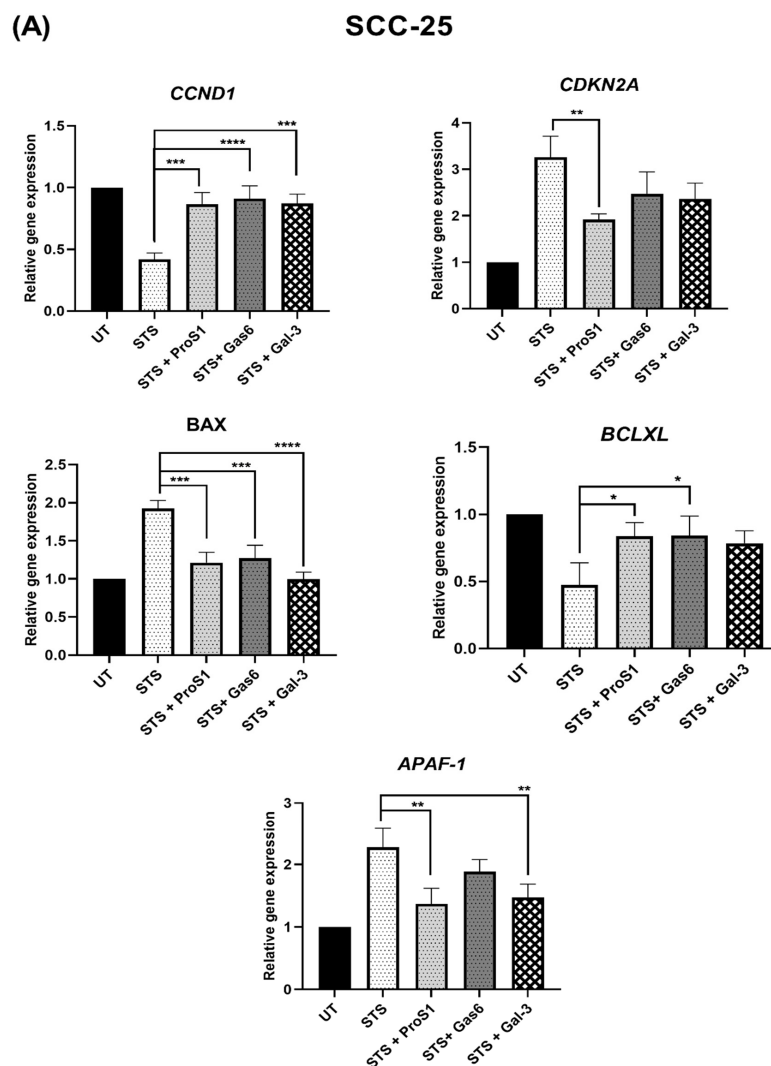 (A) SCC-25
CCND1
Relative gene expression
1.5
1.0
0.5
0.0
***
****
***
UT
STS
STS + ProS1
STS+ Gas6
STS + Gal-3
CDKN2A
Relative gene expression
4
3
2
1
0
**
UT
STS
STS + ProS1
STS+ Gas6
STS + Gal-3
BAX
Relative gene expression
2.5
2.0
1.5
1.0
0.5
0.0
****
***
***
UT
STS
STS + ProS1
STS+ Gas6
STS + Gal-3
BCLXL
Relative gene expression
1.5
1.0
0.5
0.0
*
*
UT
STS
STS + ProS1
STS+ Gas6
STS + Gal-3
APAF-1
Relative gene expression
3
2
1
0
**
**
UT
STS
STS + ProS1
STS+ Gas6
STS + Gal-3